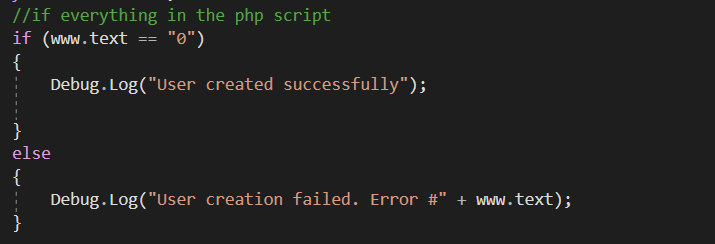 //if everything in the php script
if (www.text == "0")
{
    Debug.Log("User created successfully");
}
else
{
    Debug.Log("User creation failed. Error #" + www.text);
}